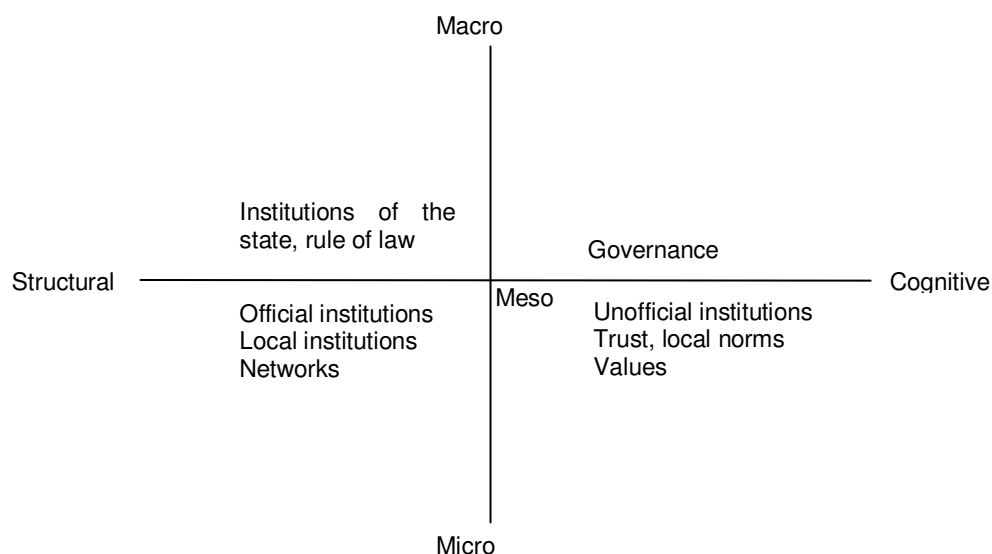 Macro
Institutions of the
state, rule of law
Governance
Structural
Cognitive
Meso
Official institutions
Local institutions
Networks
Unofficial institutions
Trust, local norms
Values
Micro